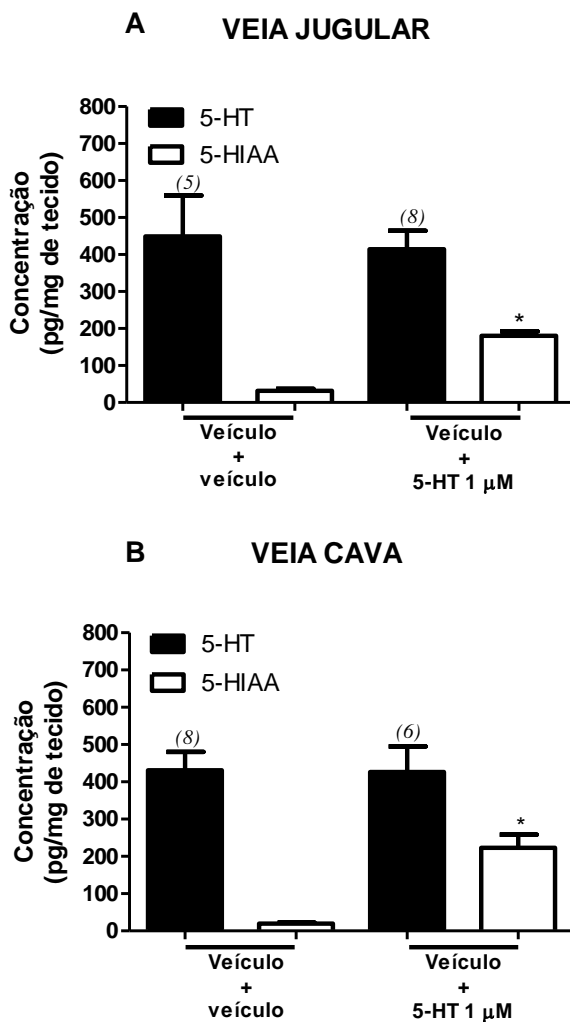 A VEIA JUGULAR
Concentração
(pg/mg de tecido)
800
700
600
500
400
300
200
100
0
5-HT
5-HIAA
(5)
(8)
*
Veículo
+
veículo
Veículo
+
5-HT 1 μM
B VEIA CAVA
Concentração
(pg/mg de tecido)
800
700
600
500
400
300
200
100
0
5-HT
5-HIAA
(8)
(6)
*
Veículo
+
veículo
Veículo
+
5-HT 1 μM